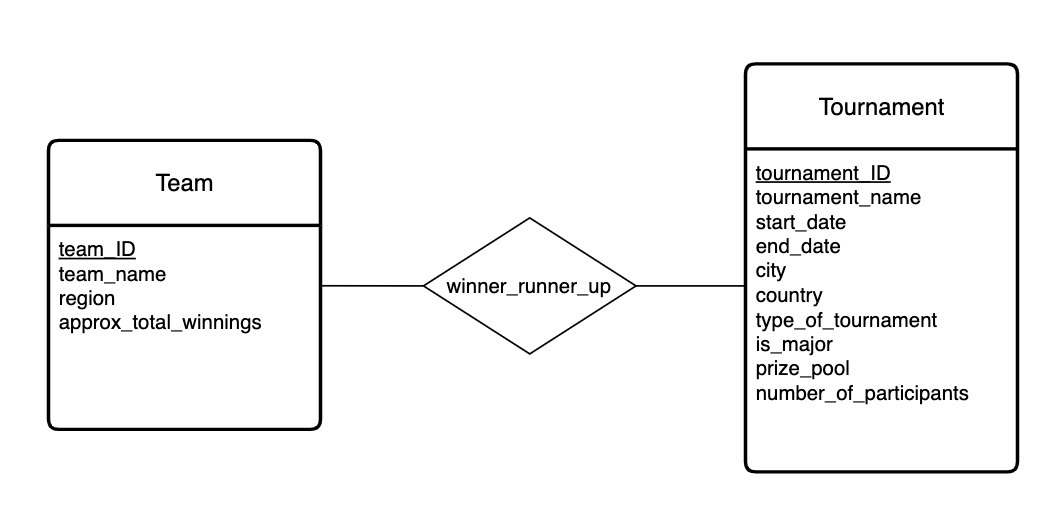 Team
team_ID
team_name
region
approx_total_winnings
winner_runner_up
Tournament
tournament_ID
tournament_name
start_date
end_date
city
country
type_of_tournament
is_major
prize_pool
number_of_participants